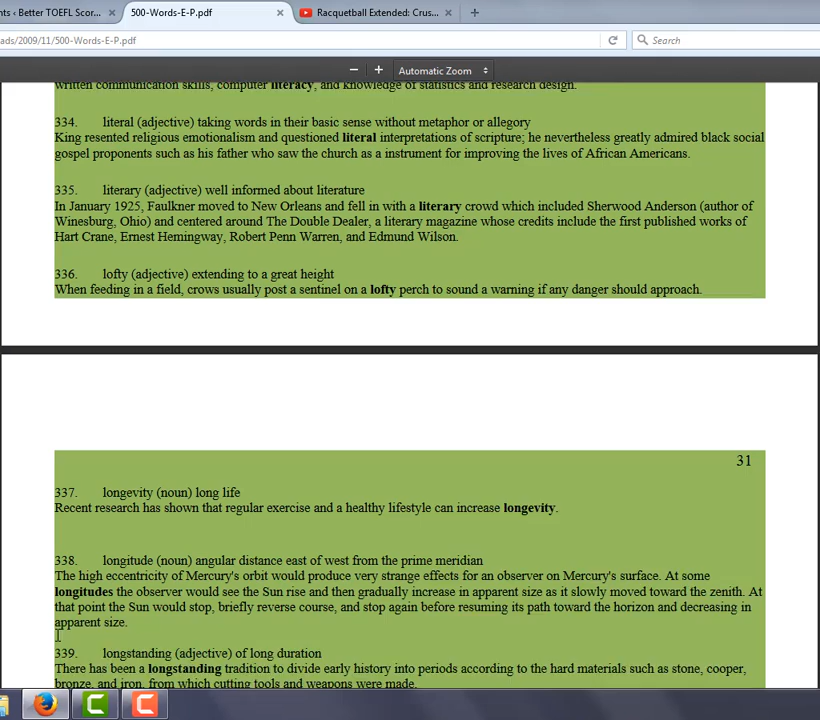 nts ‹ Better TOEFL Scor... × 500-Words-E-P.pdf × Racquetball Extended: Crus... × +
ads/2009/11/500-Words-E-P.pdf Search
− + Automatic Zoom
written communication skills, computer literacy, and knowledge of statistics and research design.
334. literal (adjective) taking words in their basic sense without metaphor or allegory
King resented religious emotionalism and questioned literal interpretations of scripture; he nevertheless greatly admired black social
gospel proponents such as his father who saw the church as a instrument for improving the lives of African Americans.
335. literary (adjective) well informed about literature
In January 1925, Faulkner moved to New Orleans and fell in with a literary crowd which included Sherwood Anderson (author of
Winesburg, Ohio) and centered around The Double Dealer, a literary magazine whose credits include the first published works of
Hart Crane, Ernest Hemingway, Robert Penn Warren, and Edmund Wilson.
336. lofty (adjective) extending to a great height
When feeding in a field, crows usually post a sentinel on a lofty perch to sound a warning if any danger should approach.
31
337. longevity (noun) long life
Recent research has shown that regular exercise and a healthy lifestyle can increase longevity.
338. longitude (noun) angular distance east of west from the prime meridian
The high eccentricity of Mercury's orbit would produce very strange effects for an observer on Mercury's surface. At some
longitudes the observer would see the Sun rise and then gradually increase in apparent size as it slowly moved toward the zenith. At
that point the Sun would stop, briefly reverse course, and stop again before resuming its path toward the horizon and decreasing in
apparent size.
339. longstanding (adjective) of long duration
There has been a longstanding tradition to divide early history into periods according to the hard materials such as stone, cooper,
bronze, and iron, from which cutting tools and weapons were made.